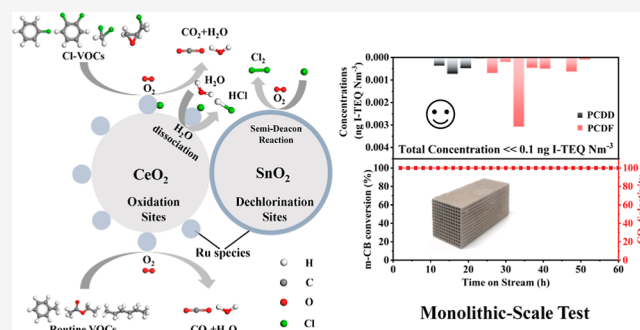 CO2+H2O
Cl-VOCs
O2
H2O
HCl
Cl2
O2
H2O
dissociation
Semi-Deacon
Reaction
CeO2
SnO2
Oxidation
Sites
Dechlorination
Sites
Ru species
O2
H
C
O
Cl
Routine VOCs
CO2+H2O
Concentrations
(ng I-TEQ Nm-3)
0.000
0.001
0.002
0.003
0.004
PCDD
PCDF
Total Concentration << 0.1 ng I-TEQ Nm-3
m-CB conversion (%)
100
80
60
40
20
0
100
80
60
40
20
0
0 10 20 30 40 50 60
Time on Stream (h)
Monolithic-Scale Test